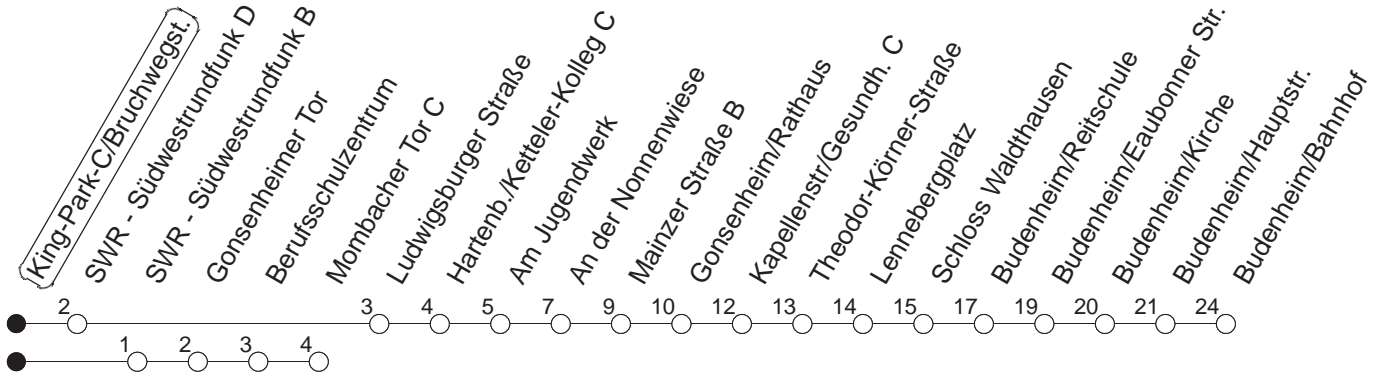 King-Park-C/Bruchwegst.
SWR - Südwestrundfunk D
SWR - Südwestrundfunk B
Gonsenheimer Tor
Berufsschulzentrum
Mombacher Tor C
Ludwigsburger Straße
Hartenb./Ketteler-Kolleg C
Am Jugendwerk
An der Nonnenwiese
Mainzer Straße B
Gonsenheim/Rathaus
Kapellenstr/Gesundh. C
Theodor-Körner-Straße
Lennebergplatz
Schloss Waldthausen
Budenheim/Reitschule
Budenheim/Eaubonner Str.
Budenheim/Kirche
Budenheim/Hauptstr.
Budenheim/Bahnhof
2 3 4 5 7 9 10 12 13 14 15 17 19 20 21 24
1 2 3 4